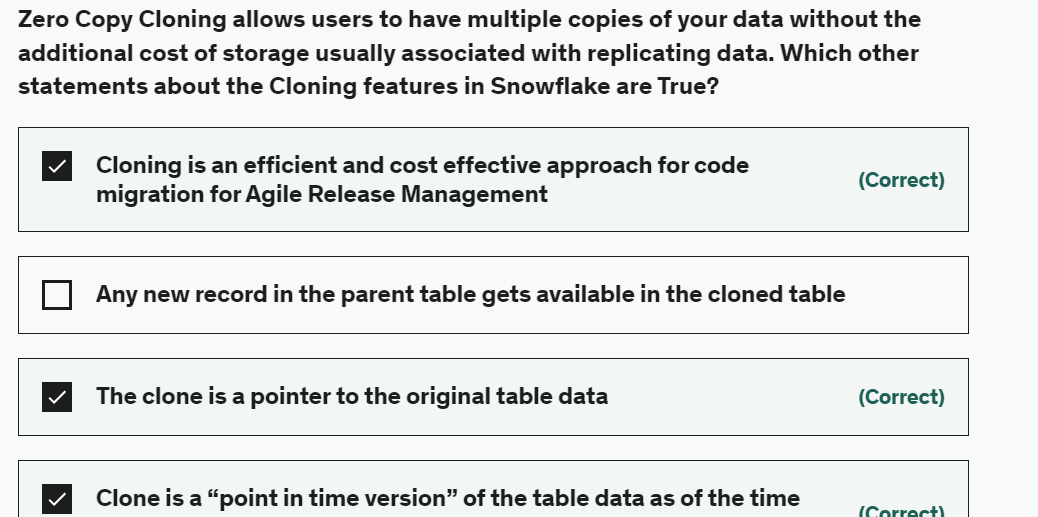 Zero Copy Cloning allows users to have multiple copies of your data without the
additional cost of storage usually associated with replicating data. Which other
statements about the Cloning features in Snowflake are True?
Cloning is an efficient and cost effective approach for code
migration for Agile Release Management
(Correct)
Any new record in the parent table gets available in the cloned table
The clone is a pointer to the original table data
(Correct)
Clone is a “point in time version” of the table data as of the time
(Correct)